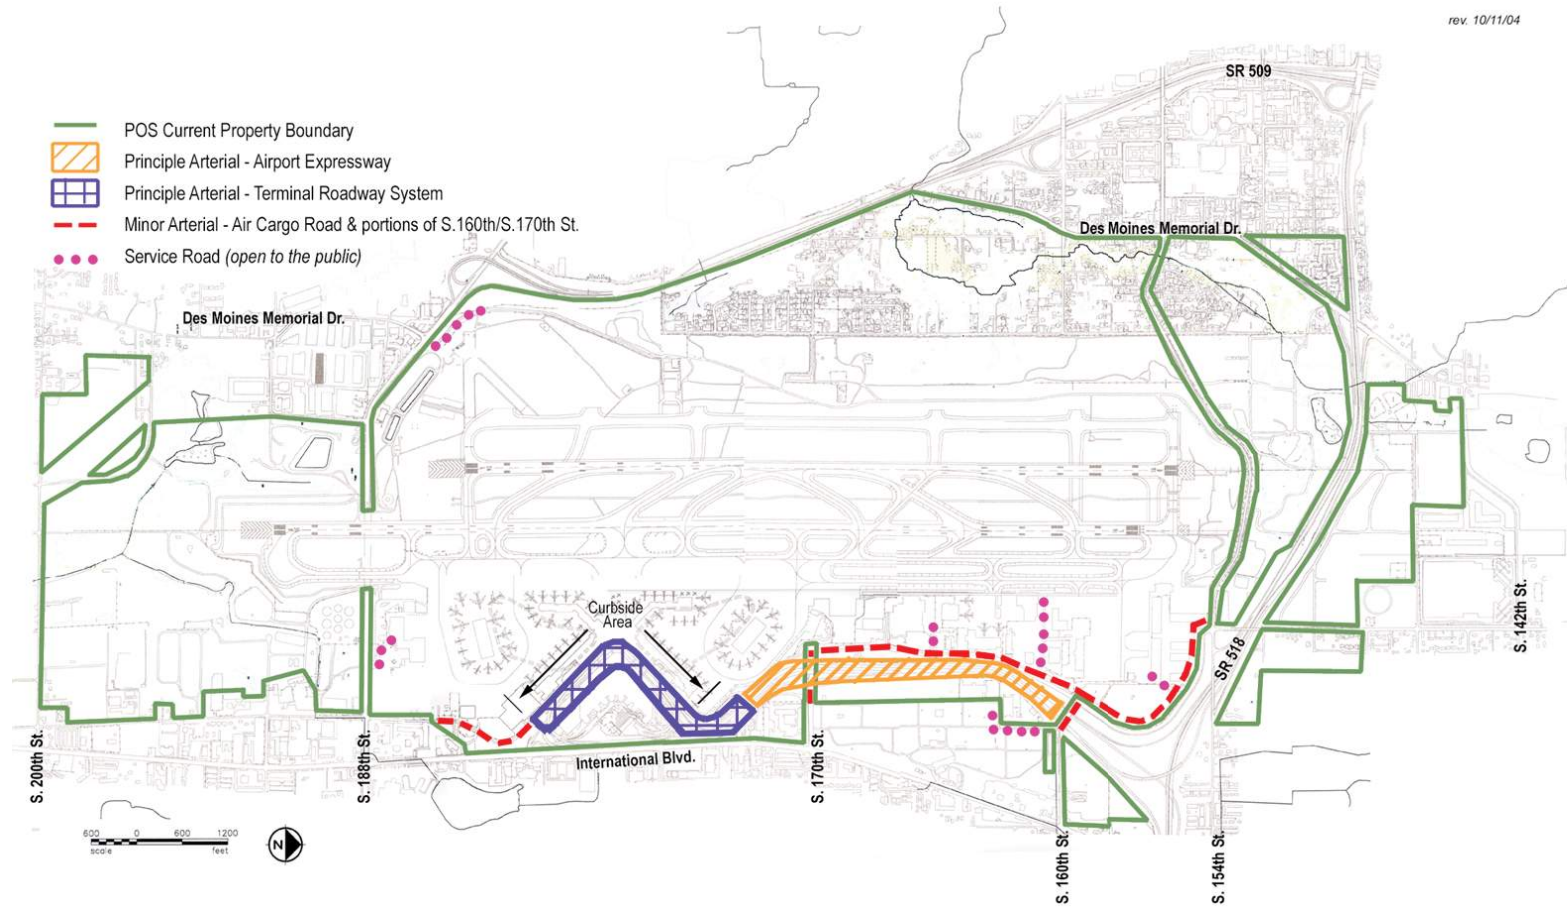 rev. 10/11/04
SR 509
POS Current Property Boundary
Principle Arterial - Airport Expressway
Principle Arterial - Terminal Roadway System
Minor Arterial - Air Cargo Road & portions of S.160th/S.170th St.
Service Road (open to the public)
Des Moines Memorial Dr.
Des Moines Memorial Dr.
Curbside
Area
S. 142th St.
SR 518
International Blvd.
S. 200th St.
S. 188th St.
S. 170th St.
S. 160th St.
S. 154th St.
600 0 600 1200
scale feet
N